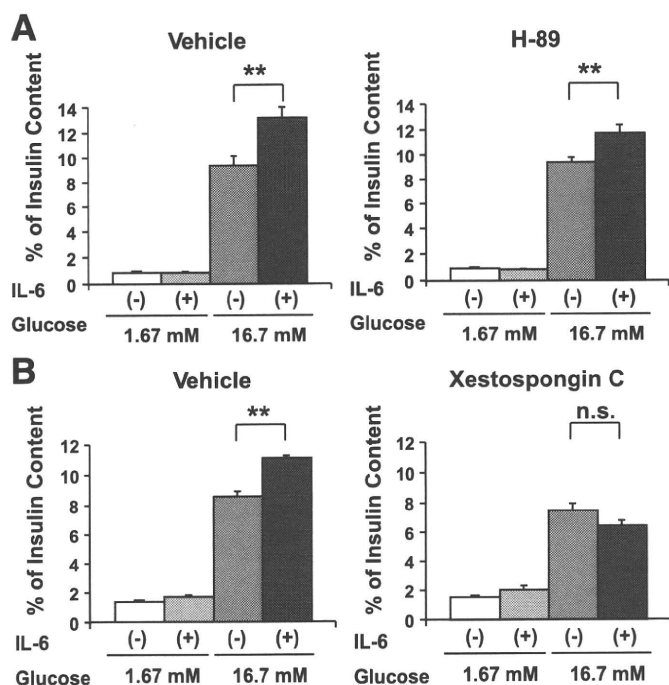 A
Vehicle
H-89
**
**
% of Insulin Content
14
12
10
8
6
4
2
0
% of Insulin Content
14
12
10
8
6
4
2
0
IL-6 (-) (+) (-) (+)
IL-6 (-) (+) (-) (+)
Glucose 1.67 mM 16.7 mM
Glucose 1.67 mM 16.7 mM
B
Vehicle
Xestospongin C
**
n.s.
% of Insulin Content
12
10
8
6
4
2
0
% of Insulin Content
12
10
8
6
4
2
0
IL-6 (-) (+) (-) (+)
IL-6 (-) (+) (-) (+)
Glucose 1.67 mM 16.7 mM
Glucose 1.67 mM 16.7 mM